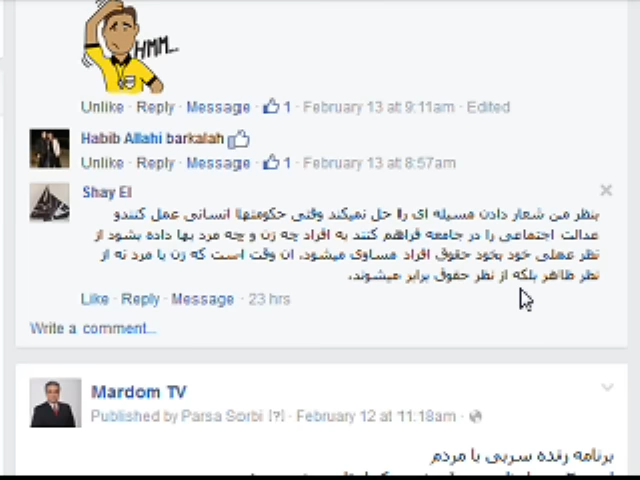 HMM...
Unlike · Reply · Message · 1 · February 13 at 9:11am · Edited
Habib Allahi barkalah
Unlike · Reply · Message · 1 · February 13 at 8:57am
Shay El
بنظر من شعار دادن مسیله ای را حل نمیکند وقتی حکومتها انسانی عمل کنندو
عدالت اجتماعی را در جامعه فراهم کنند به افراد چه زن و چه مرد بها داده بشود از
نظر عملی خود بخود حقوق افراد مساوی میشود، ان وقت است که زن یا مرد نه از
نظر ظاهر بلکه از نظر حقوق برابر میشوند،
Like · Reply · Message · 23 hrs
Write a comment...
Mardom TV
Published by Parsa Sorbi [?] · February 12 at 11:18am ·
برنامه زنده سربی با مردم